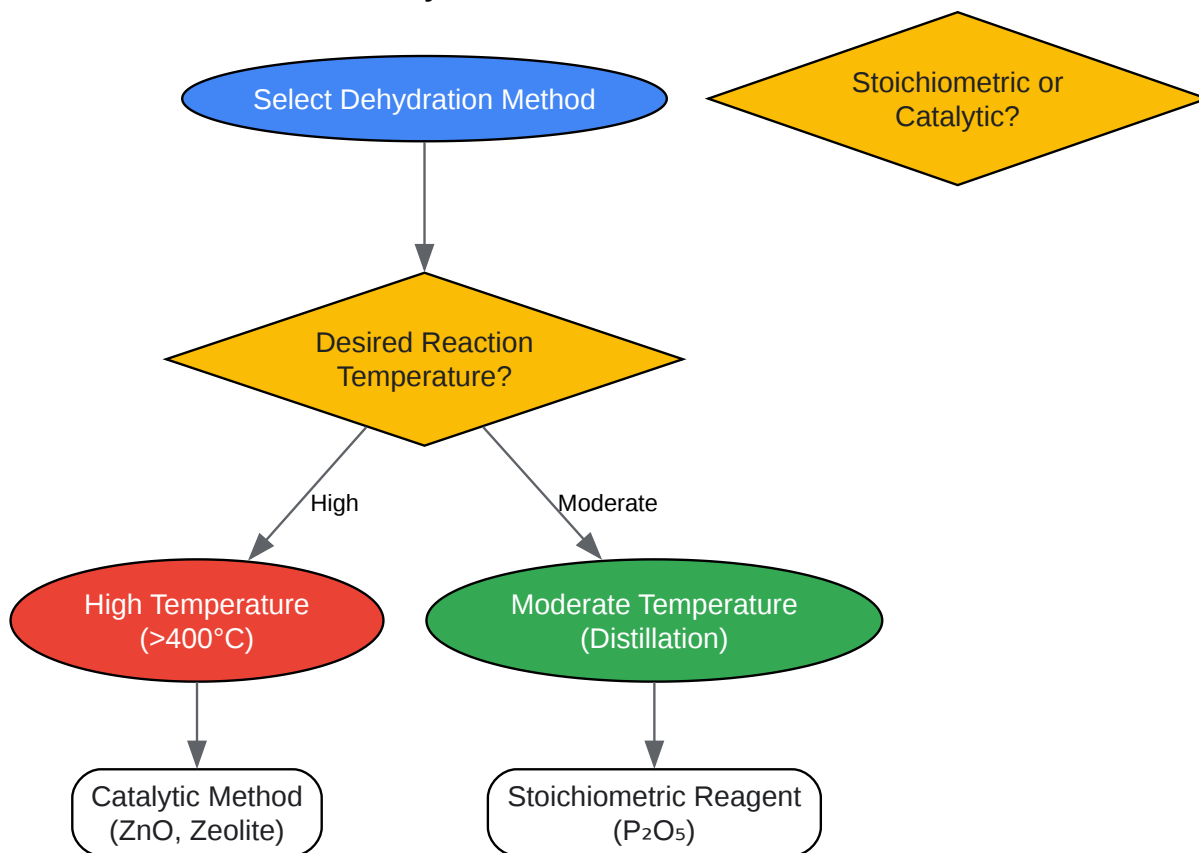 Select Dehydration Method
Stoichiometric or
Catalytic?
Desired Reaction
Temperature?
High
Moderate
High Temperature
(>400°C)
Moderate Temperature
(Distillation)
Catalytic Method
(ZnO, Zeolite)
Stoichiometric Reagent
(P₂O₅)